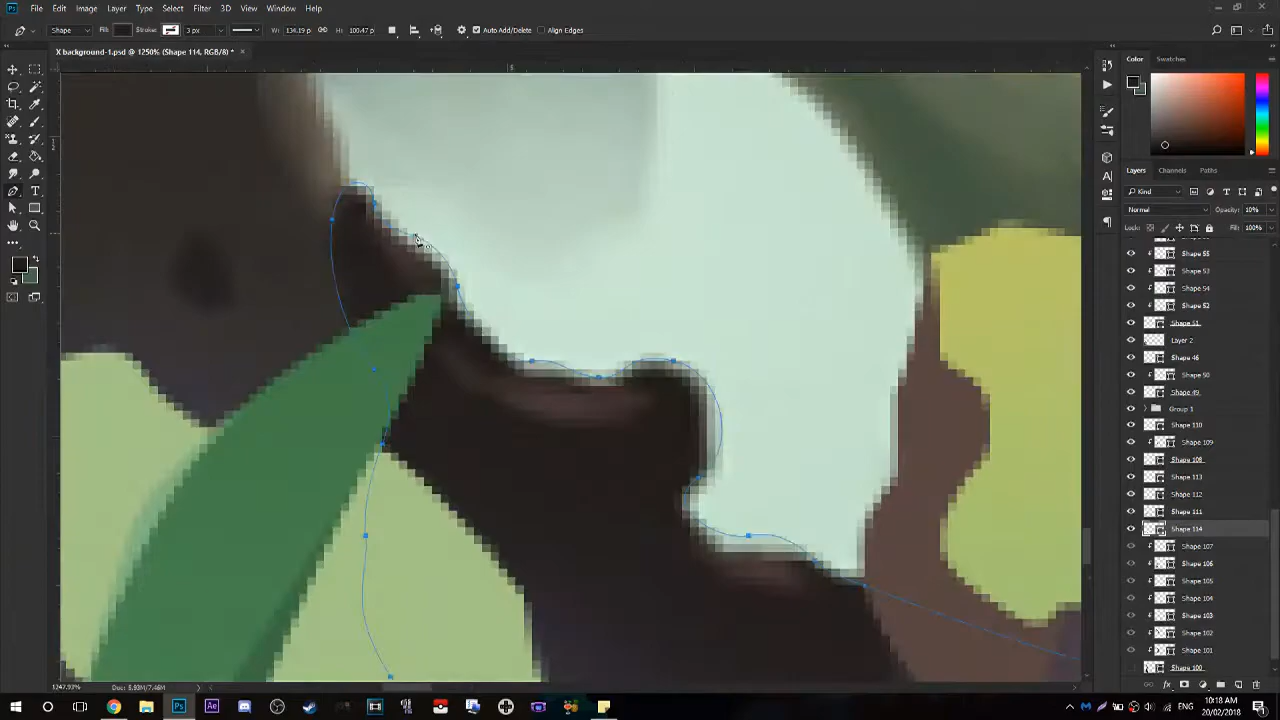 File Edit Image Layer Type Select Filter 3D View Window Help
Shape Fill: Stroke: 3 px W: 134.19 p H: 100.47 p Auto Add/Delete Align Edges
X background-1.psd @ 1250% (Shape 114, RGB/8) *
Color Swatches
Layers Channels Paths
Kind
Normal Opacity: 10%
Lock: Fill: 100%
Shape 55
Shape 53
Shape 54
Shape 52
Shape 51
Layer 2
Shape 46
Shape 50
Shape 49
Group 1
Shape 110
Shape 109
Shape 108
Shape 113
Shape 112
Shape 111
Shape 114
Shape 107
Shape 106
Shape 105
Shape 104
Shape 103
Shape 102
Shape 101
Shape 100
1247.93% Doc: 5.93M/7.46M
10:18 AM
ENG
20/02/2018